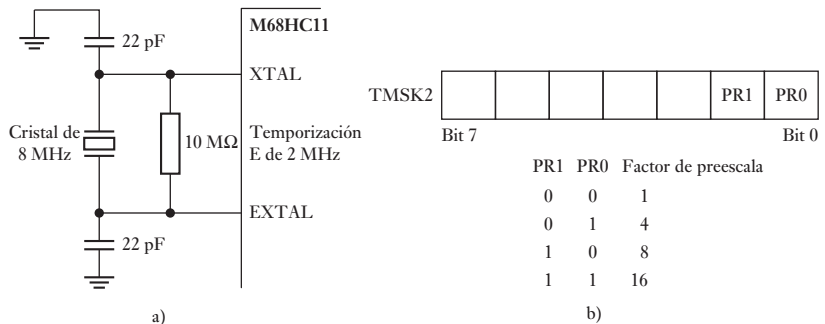 M68HC11
22 pF
XTAL
Cristal de
8 MHz
10 MΩ
Temporización
E de 2 MHz
EXTAL
22 pF
a)
TMSK2
PR1 PR0
Bit 7 Bit 0
PR1 PR0 Factor de preescala
0 0 1
0 1 4
1 0 8
1 1 16
b)